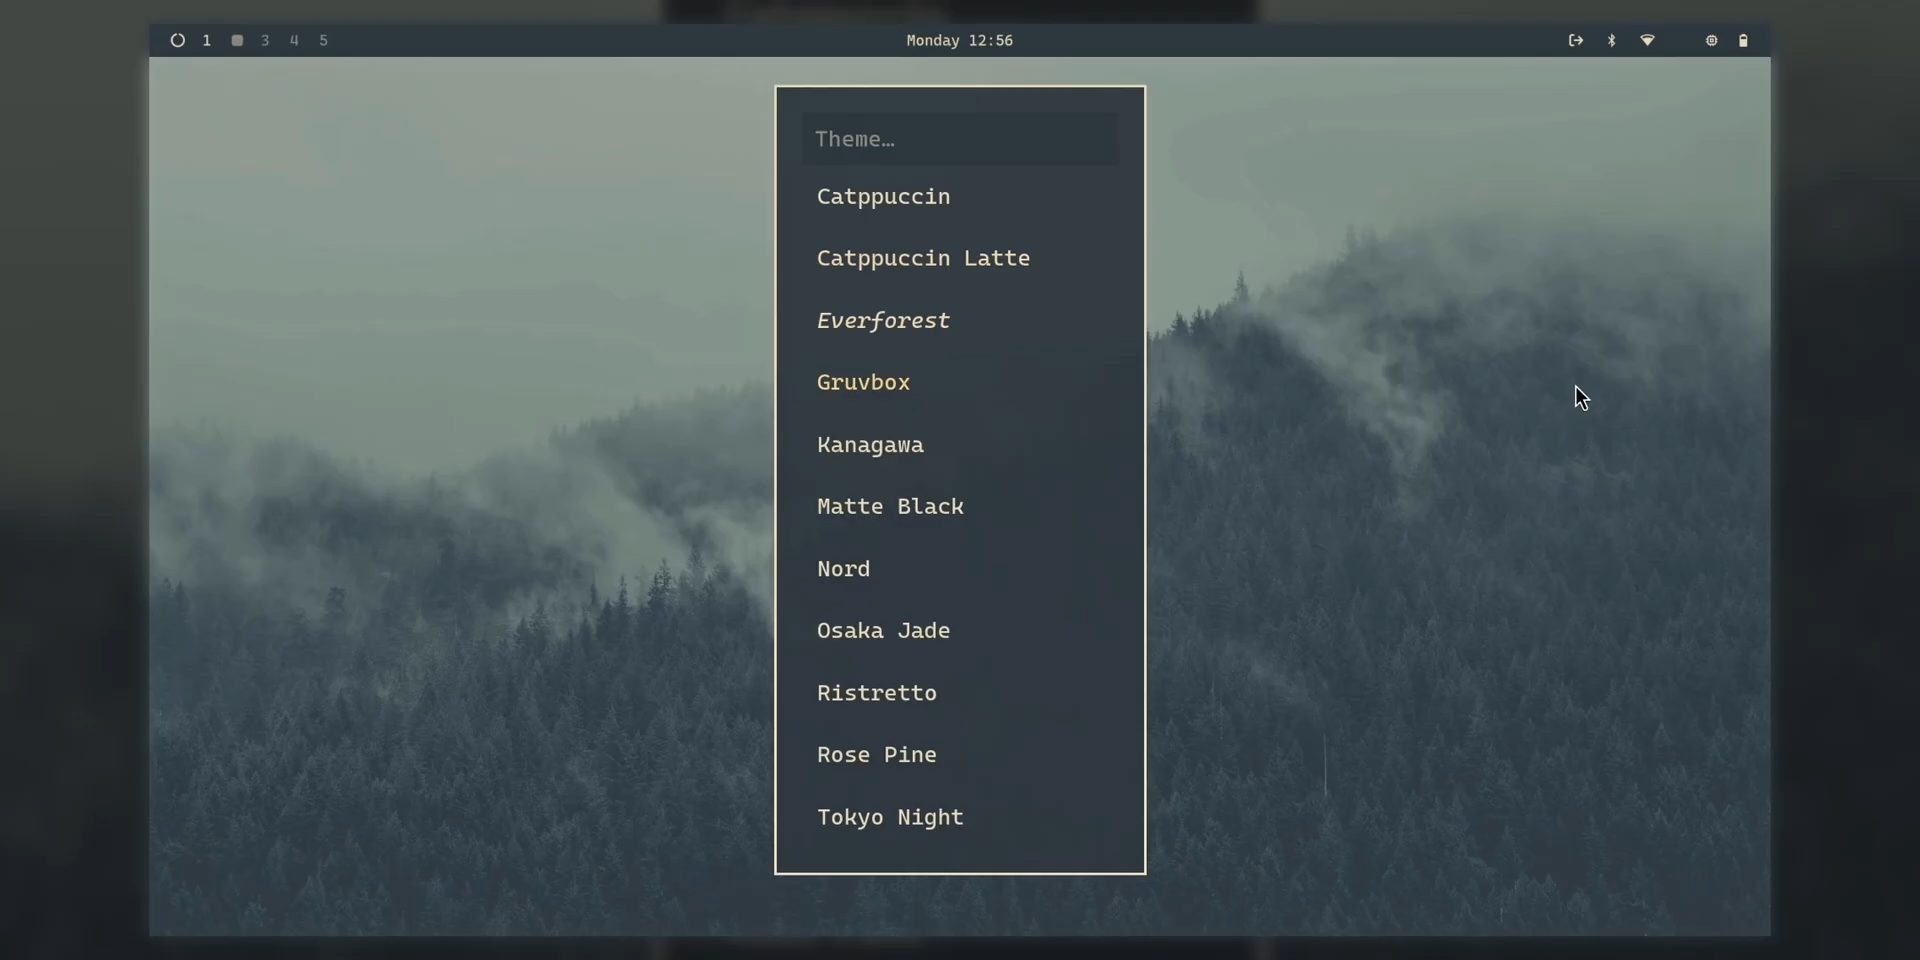 1 3 4 5 Monday 12:56
Theme…
Catppuccin
Catppuccin Latte
Everforest
Gruvbox
Kanagawa
Matte Black
Nord
Osaka Jade
Ristretto
Rose Pine
Tokyo Night